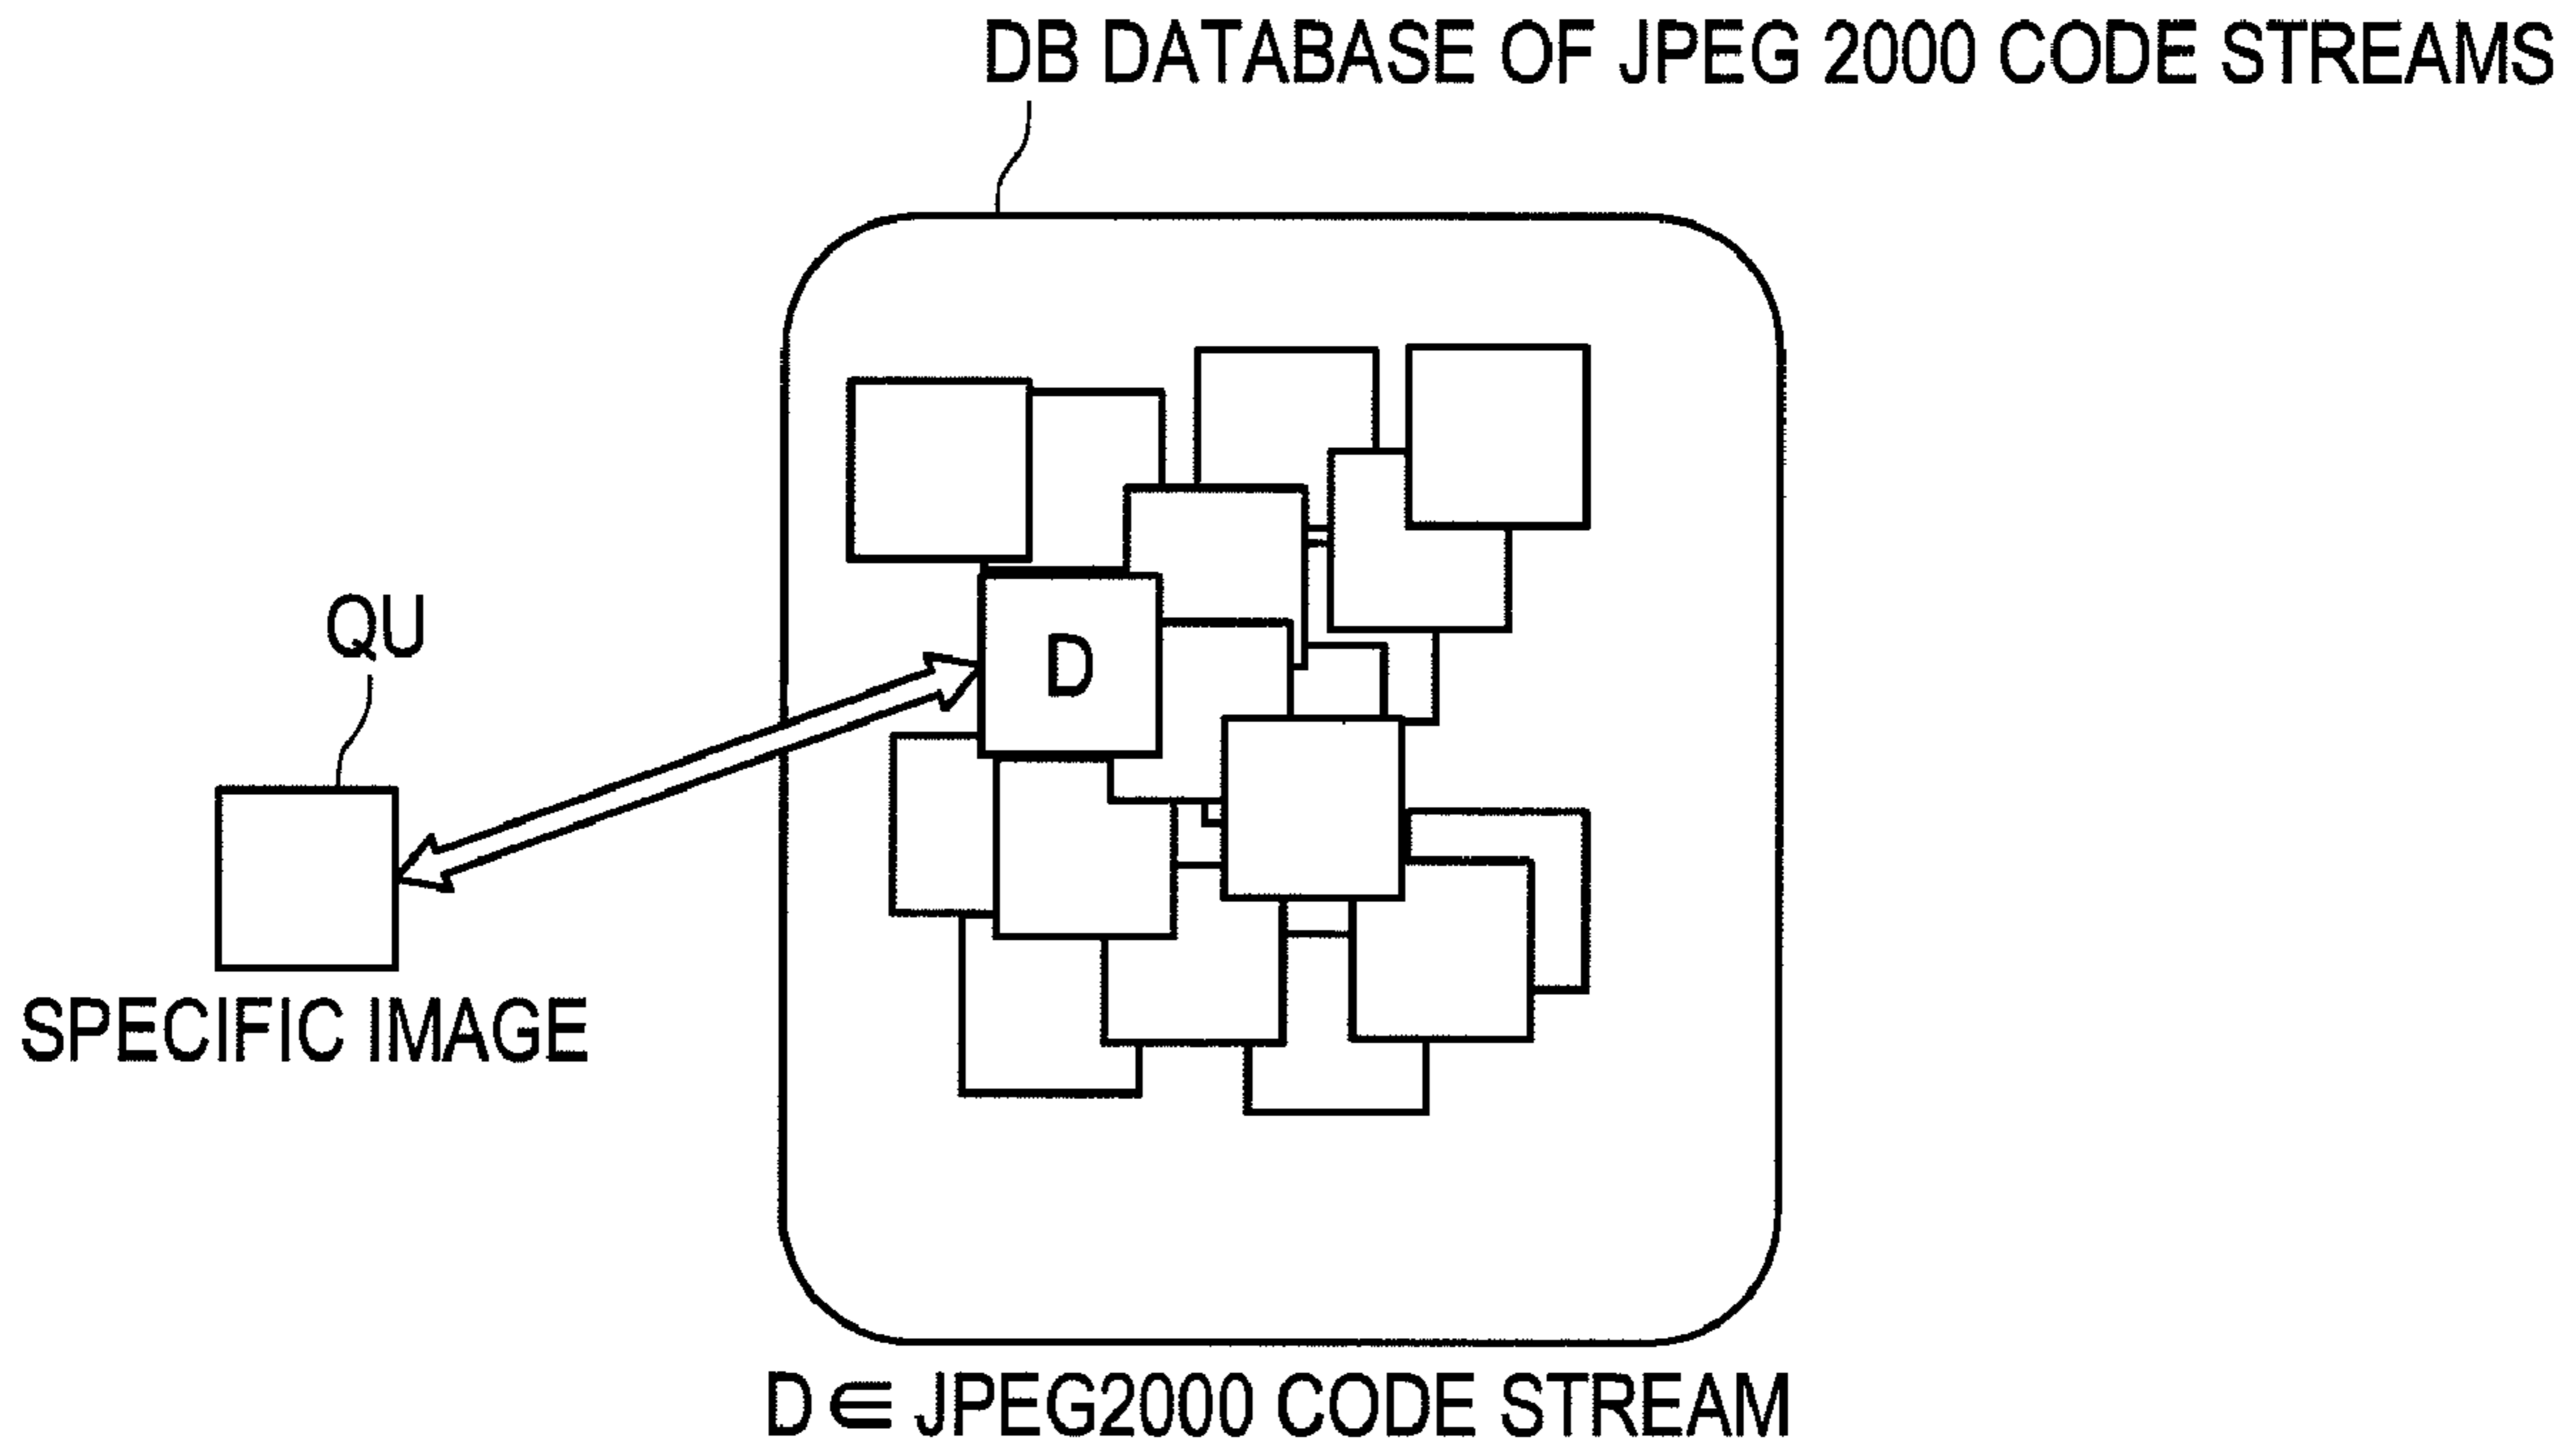 DB DATABASE OF JPEG 2000 CODE STREAMS
QU
D
SPECIFIC IMAGE
D ∈ JPEG2000 CODE STREAM